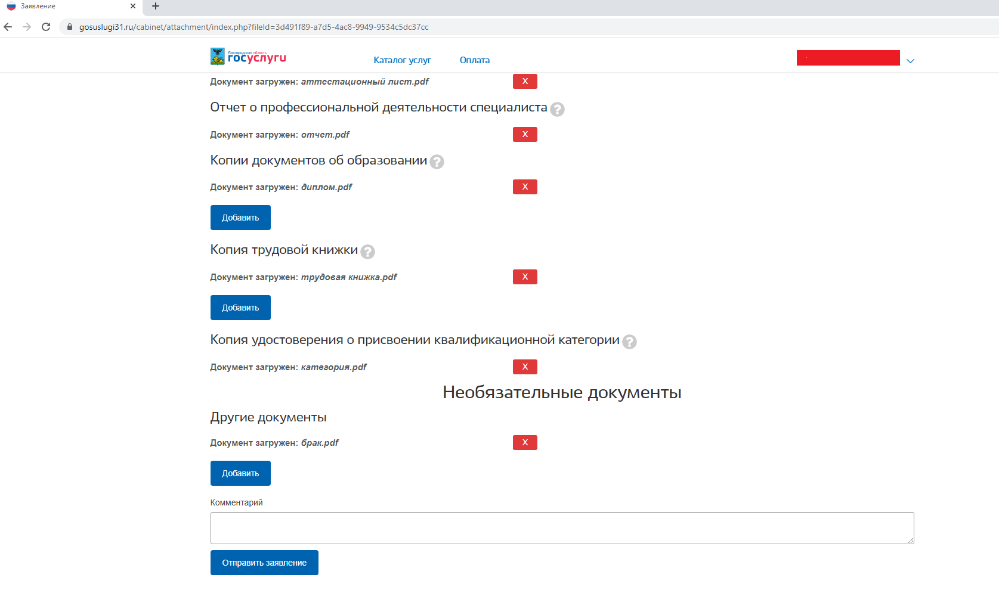 Заявление
gosuslugi31.ru/cabinet/attachment/index.php?fileId=3d491f89-a7d5-4ac8-9949-9534c5dc37cc
Белгородская область
госуслуги
Каталог услуг
Оплата
Документ загружен: аттестационный лист.pdf
X
Отчет о профессиональной деятельности специалиста ?
Документ загружен: отчет.pdf
X
Копии документов об образовании ?
Документ загружен: диплом.pdf
X
Добавить
Копия трудовой книжки ?
Документ загружен: трудовая книжка.pdf
X
Добавить
Копия удостоверения о присвоении квалификационной категории ?
Документ загружен: категория.pdf
X
Необязательные документы
Другие документы
Документ загружен: брак.pdf
X
Добавить
Комментарий
Отправить заявление